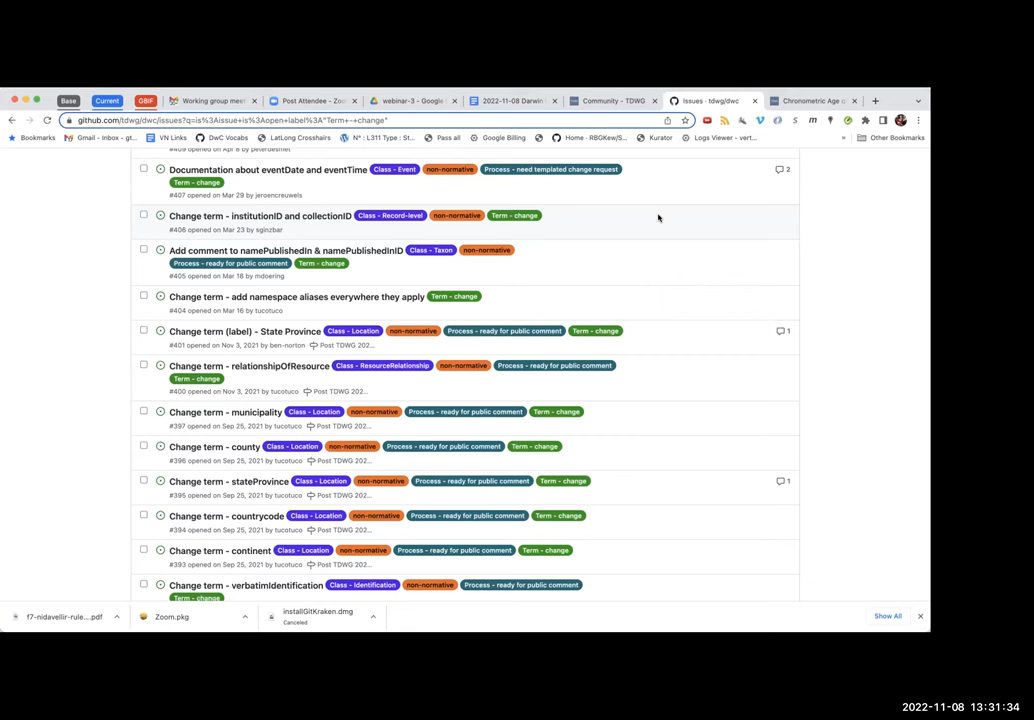 Base Current GBIF Working group mee Post Attendee - Zoo webinar-3 - Google 2022-11-08 Darwin Community - TDWG Issues · tdwg/dwc Chronometric Age d
github.com/tdwg/dwc/issues?q=is%3Aissue+is%3Aopen+label%3A"Term+-+change"
Bookmarks Gmail - Inbox - gt... VN Links DwC Vocabs LatLong Crosshairs N° : L311 Type : St... Pass all Google Billing Home · RBGKew/S... Kurator Logs Viewer - vert... » Other Bookmarks
#409 opened on Apr 8 by peterdesmet
Documentation about eventDate and eventTime Class - Event non-normative Process - need templated change request 2
Term - change
#407 opened on Mar 29 by jeroencreuwels
Change term - institutionID and collectionID Class - Record-level non-normative Term - change
#406 opened on Mar 23 by sginzbar
Add comment to namePublishedIn & namePublishedInID Class - Taxon non-normative
Process - ready for public comment Term - change
#405 opened on Mar 18 by mdoering
Change term - add namespace aliases everywhere they apply Term - change
#404 opened on Mar 16 by tucotuco
Change term (label) - State Province Class - Location non-normative Process - ready for public comment Term - change 1
#401 opened on Nov 3, 2021 by ben-norton Post TDWG 202...
Change term - relationshipOfResource Class - ResourceRelationship non-normative Process - ready for public comment
Term - change
#400 opened on Nov 3, 2021 by tucotuco Post TDWG 202...
Change term - municipality Class - Location non-normative Process - ready for public comment Term - change
#397 opened on Sep 25, 2021 by tucotuco Post TDWG 202...
Change term - county Class - Location non-normative Process - ready for public comment Term - change
#396 opened on Sep 25, 2021 by tucotuco Post TDWG 202...
Change term - stateProvince Class - Location non-normative Process - ready for public comment Term - change 1
#395 opened on Sep 25, 2021 by tucotuco Post TDWG 202...
Change term - countrycode Class - Location non-normative Process - ready for public comment Term - change
#394 opened on Sep 25, 2021 by tucotuco Post TDWG 202...
Change term - continent Class - Location non-normative Process - ready for public comment Term - change
#393 opened on Sep 25, 2021 by tucotuco Post TDWG 202...
Change term - verbatimIdentification Class - Identification non-normative Process - ready for public comment
Term - change
f7-nidavellir-rule....pdf Zoom.pkg installGitKraken.dmg Show All
Canceled
2022-11-08 13:31:34